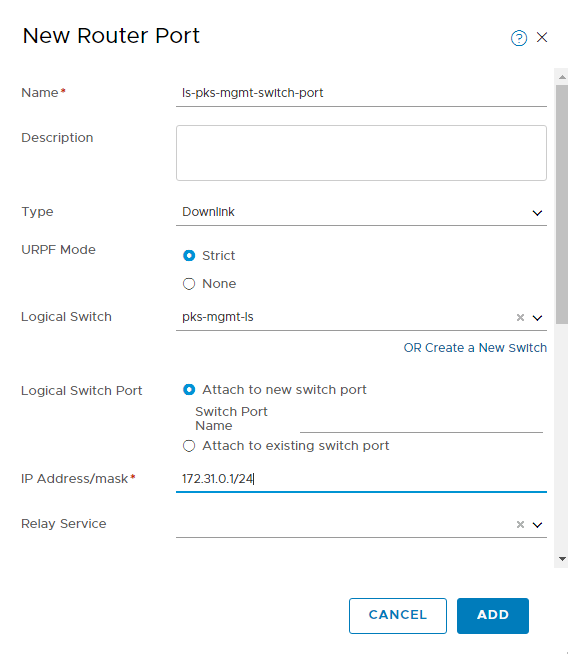 New Router Port
Name*
ls-pks-mgmt-switch-port
Description
Type
Downlink
URPF Mode
Strict
None
Logical Switch
pks-mgmt-ls
OR Create a New Switch
Logical Switch Port
Attach to new switch port
Switch Port
Name
Attach to existing switch port
IP Address/mask*
172.31.0.1/24
Relay Service
CANCEL
ADD